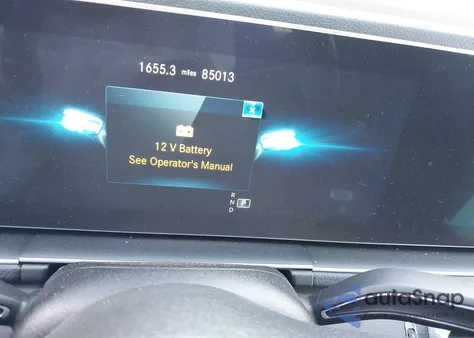 1655.3 miles 85013
12 V Battery
See Operator's Manual
R
N P
D
autoSnap